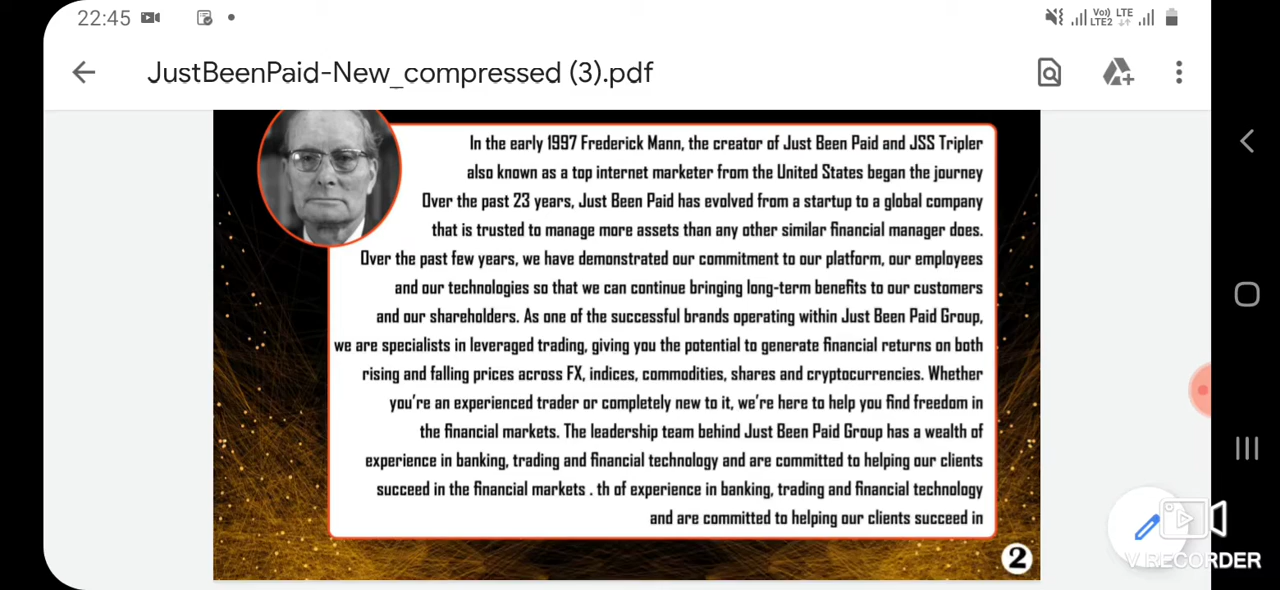 22:45
Vo) LTE
LTE2
JustBeenPaid-New_compressed (3).pdf
In the early 1997 Frederick Mann, the creator of Just Been Paid and JSS Tripler
also known as a top internet marketer from the United States began the journey
Over the past 23 years, Just Been Paid has evolved from a startup to a global company
that is trusted to manage more assets than any other similar financial manager does.
Over the past few years, we have demonstrated our commitment to our platform, our employees
and our technologies so that we can continue bringing long-term benefits to our customers
and our shareholders. As one of the successful brands operating within Just Been Paid Group,
we are specialists in leveraged trading, giving you the potential to generate financial returns on both
rising and falling prices across FX, indices, commodities, shares and cryptocurrencies. Whether
you're an experienced trader or completely new to it, we're here to help you find freedom in
the financial markets. The leadership team behind Just Been Paid Group has a wealth of
experience in banking, trading and financial technology and are committed to helping our clients
succeed in the financial markets . th of experience in banking, trading and financial technology
and are committed to helping our clients succeed in
2
V RECORDER